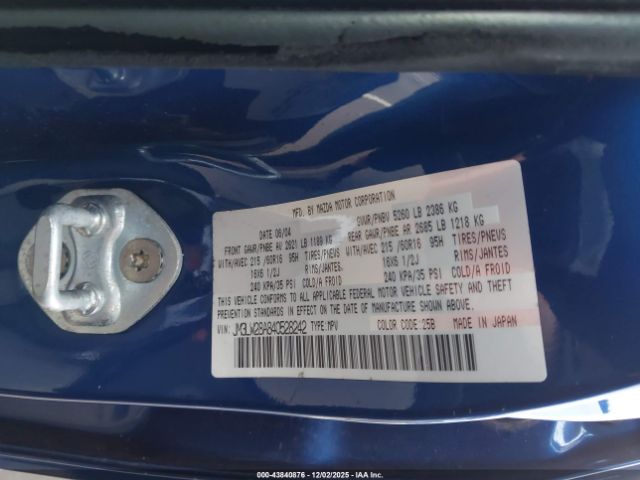 MFD. BY MAZDA MOTOR CORPORATION
DATE 06/04 GVWR/PNBV 5260 LB 2386 KG
FRONT GAWR/PNBE AV 2621 LB 1189 KG REAR GAWR/PNBE AR 2685 LB 1218 KG
WITH/AVEC 215/60R16 95H TIRES/PNEUS WITH/AVEC 215/60R16 95H TIRES/PNEUS
16X6 1/2J RIMS/JANTES 16X6 1/2J RIMS/JANTES
240 KPA/35 PSI COLD/A FROID 240 KPA/35 PSI COLD/A FROID
THIS VEHICLE CONFORMS TO ALL APPLICABLE FEDERAL MOTOR VEHICLE SAFETY AND THEFT
PREVENTION STANDARDS IN EFFECT ON THE DATE OF MANUFACTURE SHOWN ABOVE.
VIN: JM3LW28A840528242 TYPE:MPV COLOR CODE:25B MADE IN JAPAN
000-43840876 - 12/02/2025 - IAA Inc. Copyright